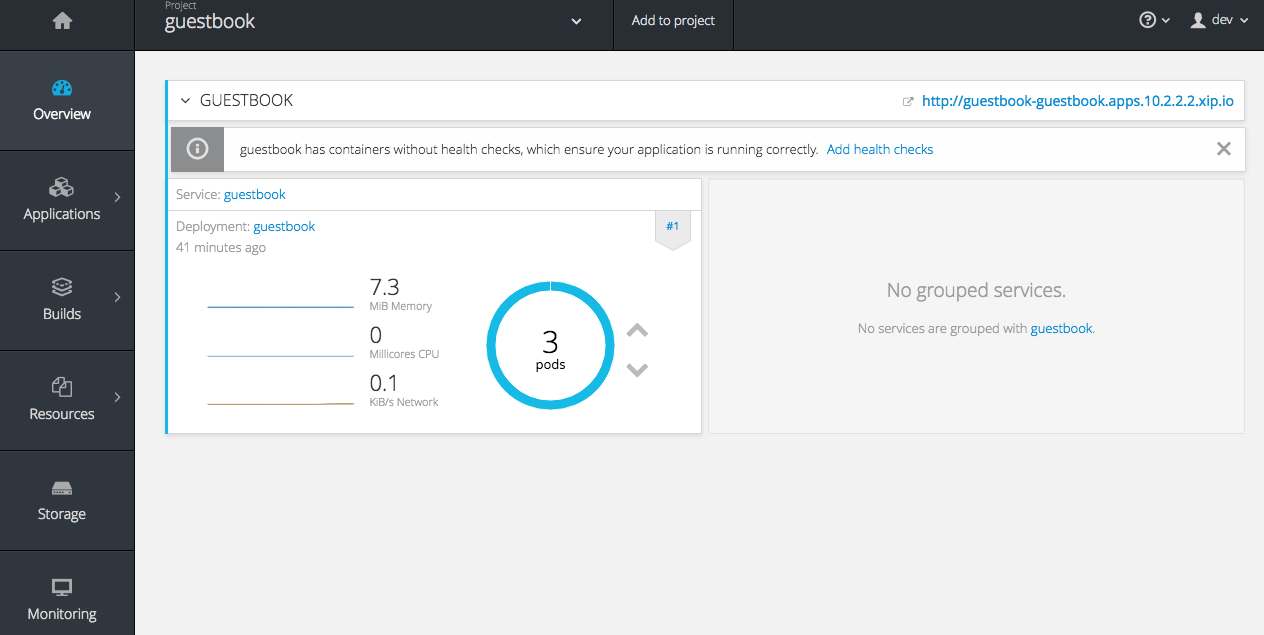 Project
guestbook
Add to project
dev
Overview
Applications
Builds
Resources
Storage
Monitoring
GUESTBOOK
http://guestbook-guestbook.apps.10.2.2.2.xip.io
guestbook has containers without health checks, which ensure your application is running correctly. Add health checks
Service: guestbook
Deployment: guestbook
#1
41 minutes ago
7.3
MiB Memory
0
Millicores CPU
0.1
KiB/s Network
3
pods
No grouped services.
No services are grouped with guestbook.